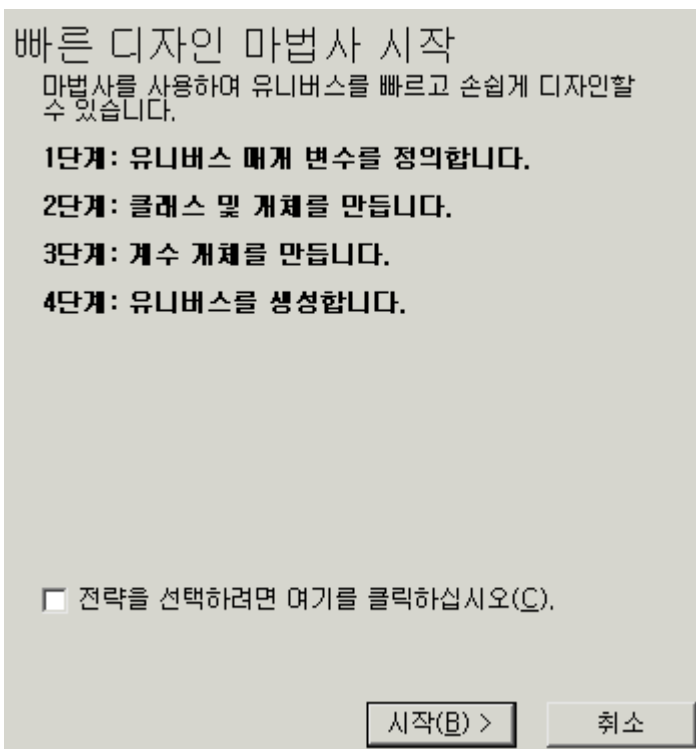 빠른 디자인 마법사 시작
마법사를 사용하여 유니버스를 빠르고 손쉽게 디자인할
수 있습니다.
1단계: 유니버스 매개 변수를 정의합니다.
2단계: 클래스 및 개체를 만듭니다.
3단계: 계수 개체를 만듭니다.
4단계: 유니버스를 생성합니다.
전략을 선택하려면 여기를 클릭하십시오(C).
시작(B) > 취소